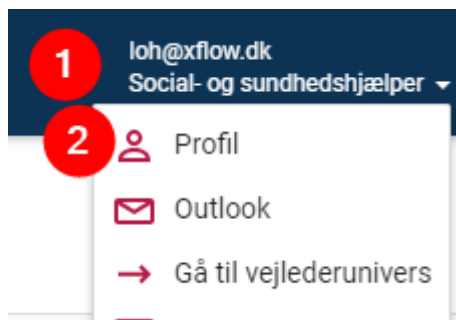 1
loh@xflow.dk
Social- og sundhedshjælper
2
Profil
Outlook
Gå til vejlederunivers